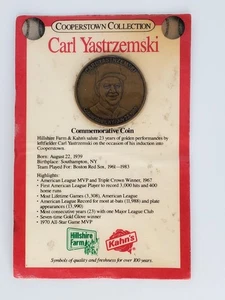 COOPERSTOWN COLLECTION
Carl Yastrzemski
Commemorative Coin
Hillshire Farm & Kahn's salute 23 years of golden performances by
leftfielder Carl Yastrzemski on the occasion of his induction into
Cooperstown.
Born: August 22, 1939
Birthplace: Southampton, NY
Team Played For: Boston Red Sox, 1961-1983
Highlights:
• American League MVP and Triple Crown Winner, 1967
• First American League Player to record 3,000 hits and 400
home runs
• Most Lifetime Games (3,308), American League
• American League Record for most at bats (11,988) and plate
appearances (13,990)
• Most consecutive years (23) with one Major League Club
• Seven-time Gold Glove winner
• 1970 All-Star Game MVP
Hillshire
Farm
Kahn's
Symbols of quality and freshness for over 100 years.